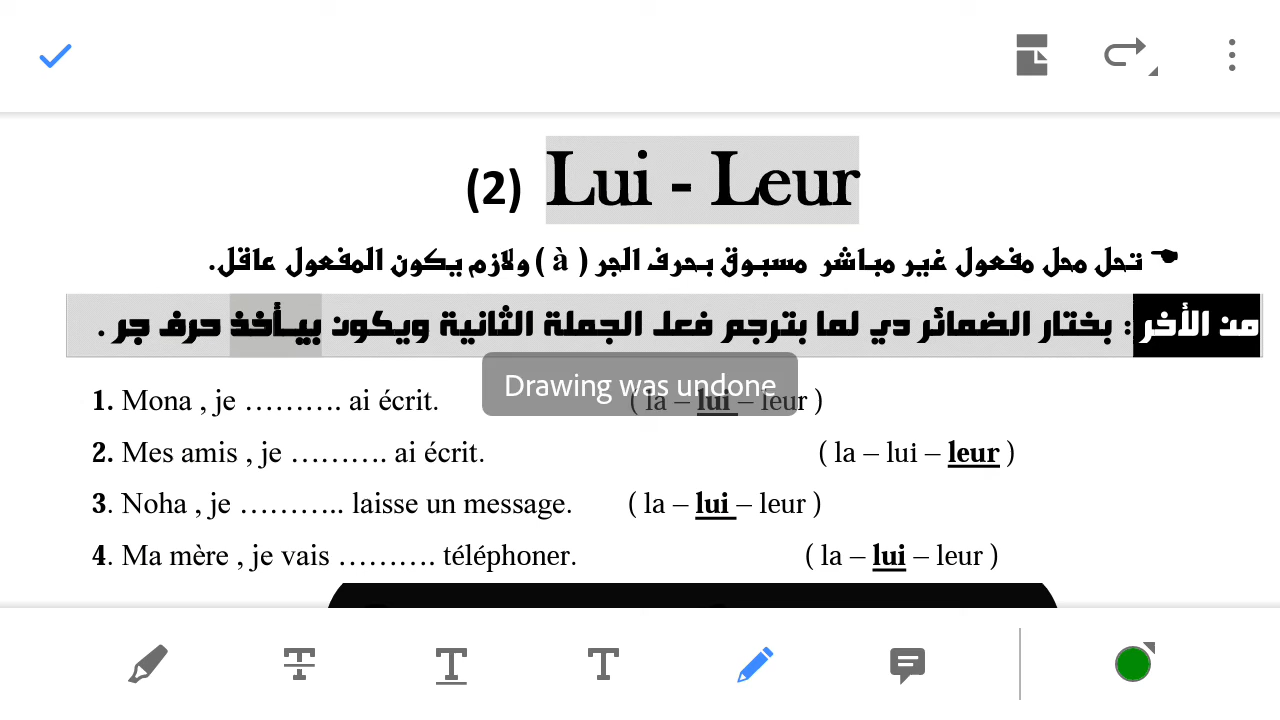 (2) Lui - Leur
☚ تحل محل مفعول غير مباشر مسبوق بحرف الجر ( à ) ولازم يكون المفعول عاقل.
من الأخر : بختار الضمائر دي لما بترجم فعل الجملة الثانية ويكون بيأخذ حرف جر .
Drawing was undone
1. Mona , je ………. ai écrit. ( la – lui – leur )
2. Mes amis , je ………. ai écrit. ( la – lui – leur )
3. Noha , je ……….. laisse un message. ( la – lui – leur )
4. Ma mère , je vais ………. téléphoner. ( la – lui – leur )